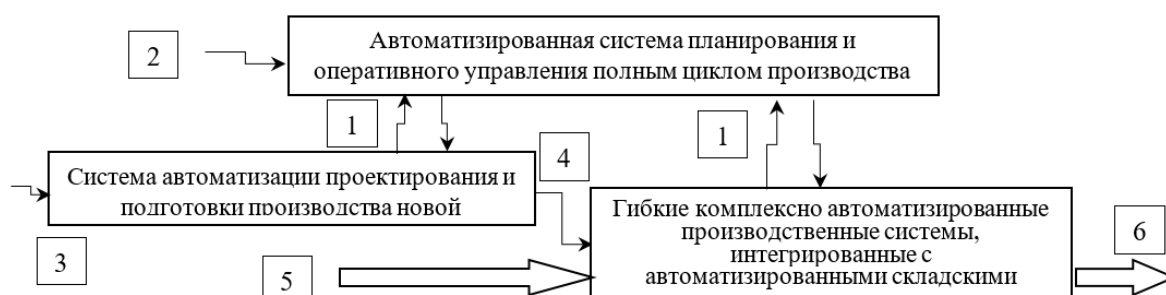 Автоматизированная система планирования и
оперативного управления полным циклом производства
2
1
1
4
Система автоматизации проектирования и
подготовки производства новой
Гибкие комплексно автоматизированные
производственные системы,
интегрированные с
автоматизированными складскими
6
3
5